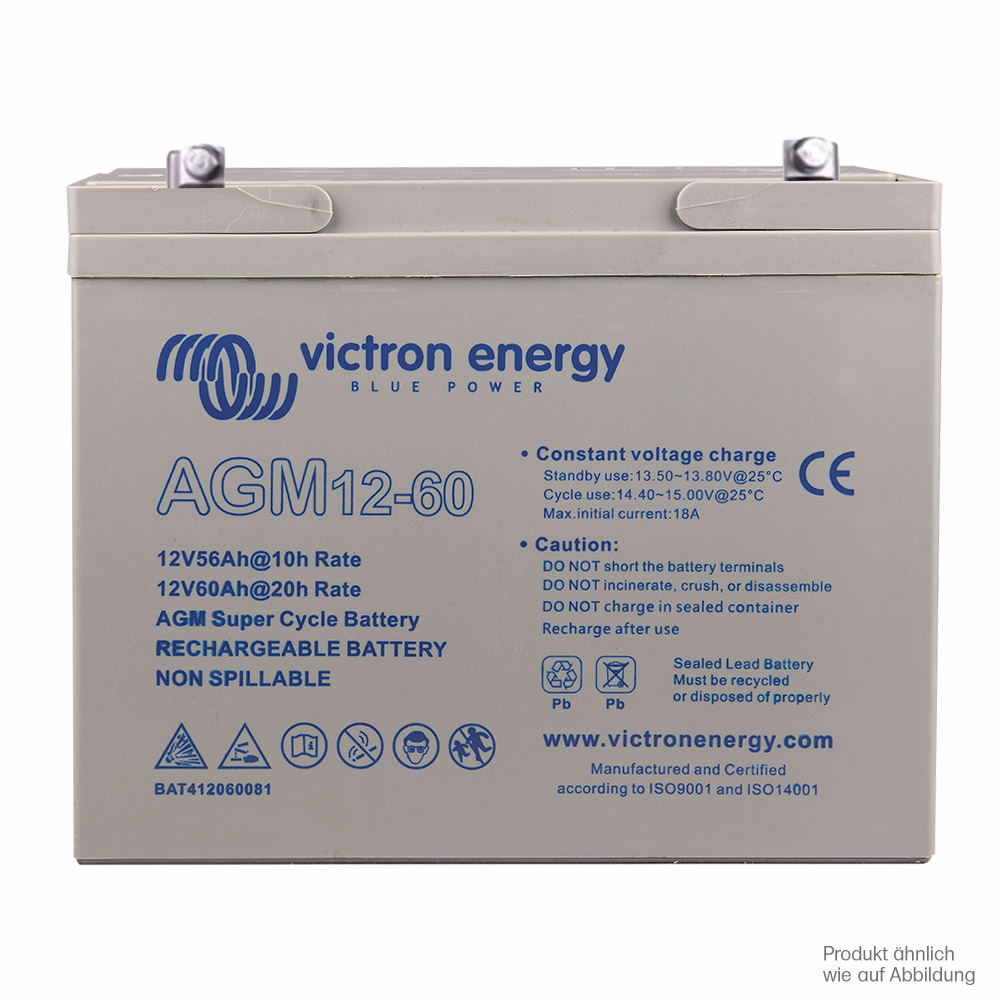 victron energy
BLUE POWER
AGM12-60
12V56Ah@10h Rate
12V60Ah@20h Rate
AGM Super Cycle Battery
RECHARGEABLE BATTERY
NON SPILLABLE
BAT412060081
• Constant voltage charge
Standby use:13.50~13.80V@25°C
Cycle use:14.40~15.00V@25°C
Max.initial current:18A
CE
• Caution:
DO NOT short the battery terminals
DO NOT incinerate, crush, or disassemble
DO NOT charge in sealed container
Recharge after use
Pb Pb
Sealed Lead Battery
Must be recycled
or disposed of properly
www.victronenergy.com
Manufactured and Certified
according to ISO9001 and ISO14001
Produkt ähnlich
wie auf Abbildung